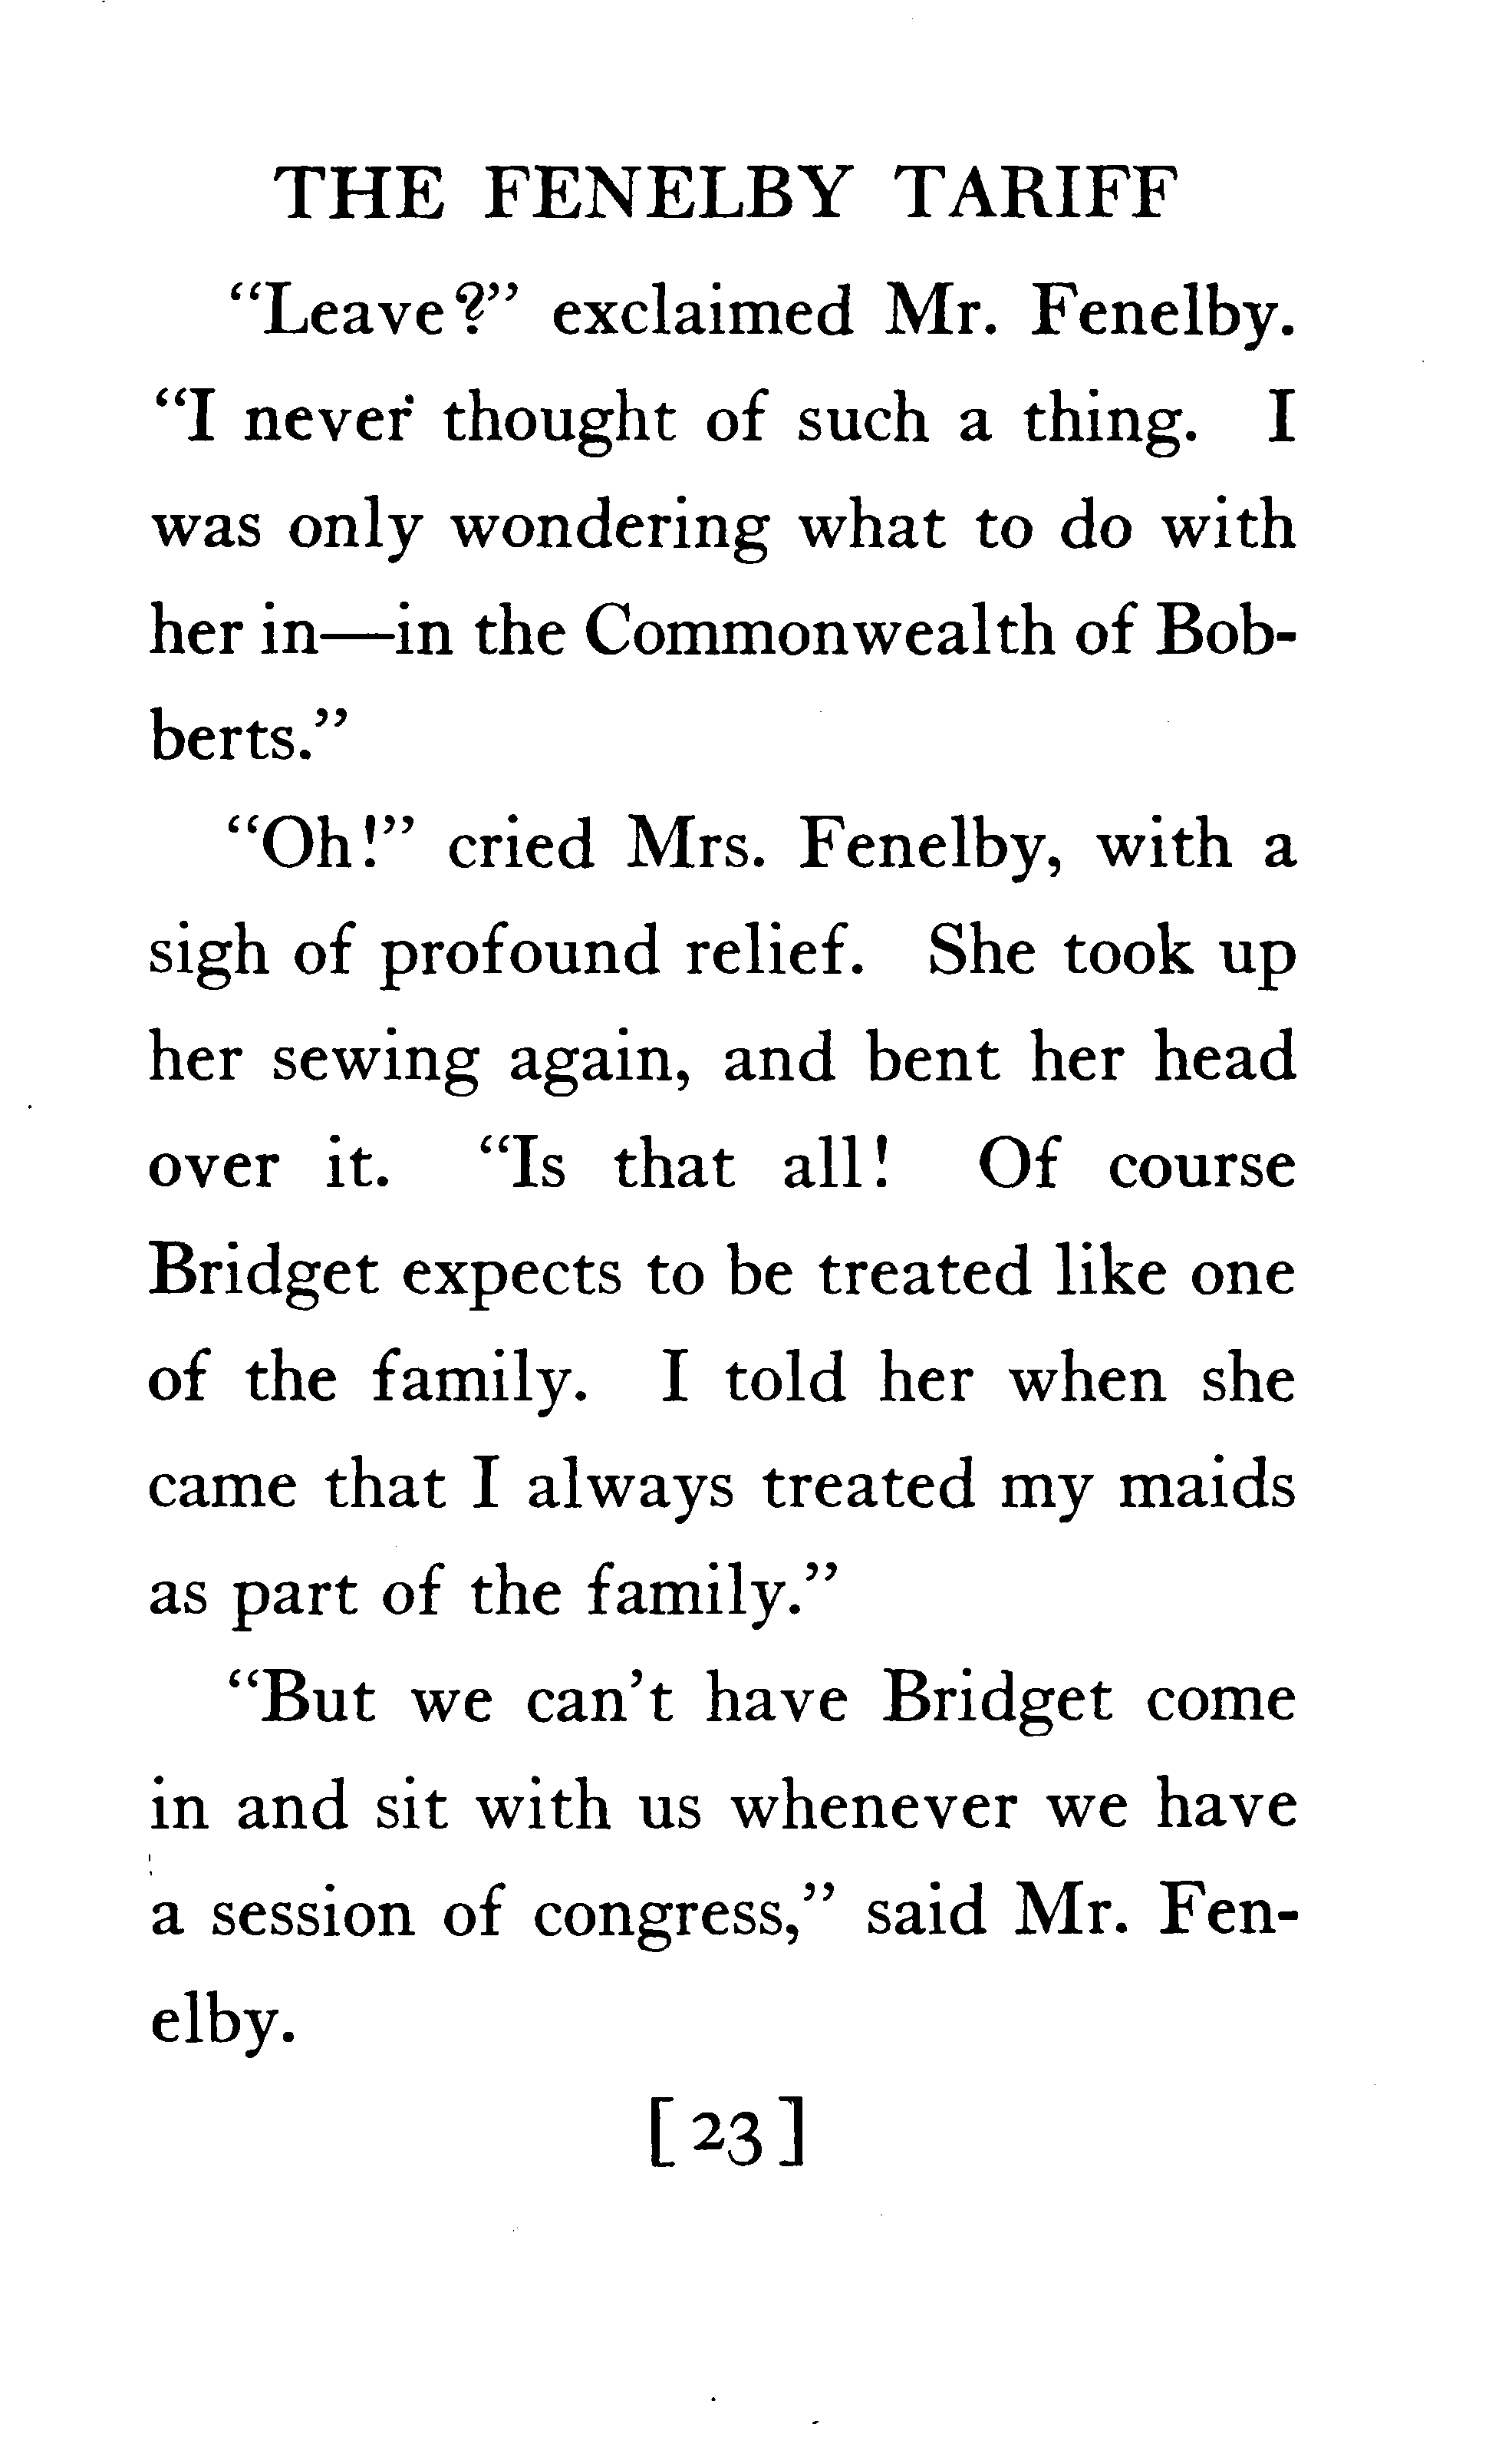 THE FENELBY TARIFF
“Leave?” exclaimed Mr. Fenelby.
“I never thought of such a thing. I
was only wondering what to do with
her in—in the Commonwealth of Bob-
berts.”
“Oh!” cried Mrs. Fenelby, with a
sigh of profound relief. She took up
her sewing again, and bent her head
over it. “Is that all! Of course
Bridget expects to be treated like one
of the family. I told her when she
came that I always treated my maids
as part of the family.”
“But we can’t have Bridget come
in and sit with us whenever we have
a session of congress,” said Mr. Fen-
elby.
[23]